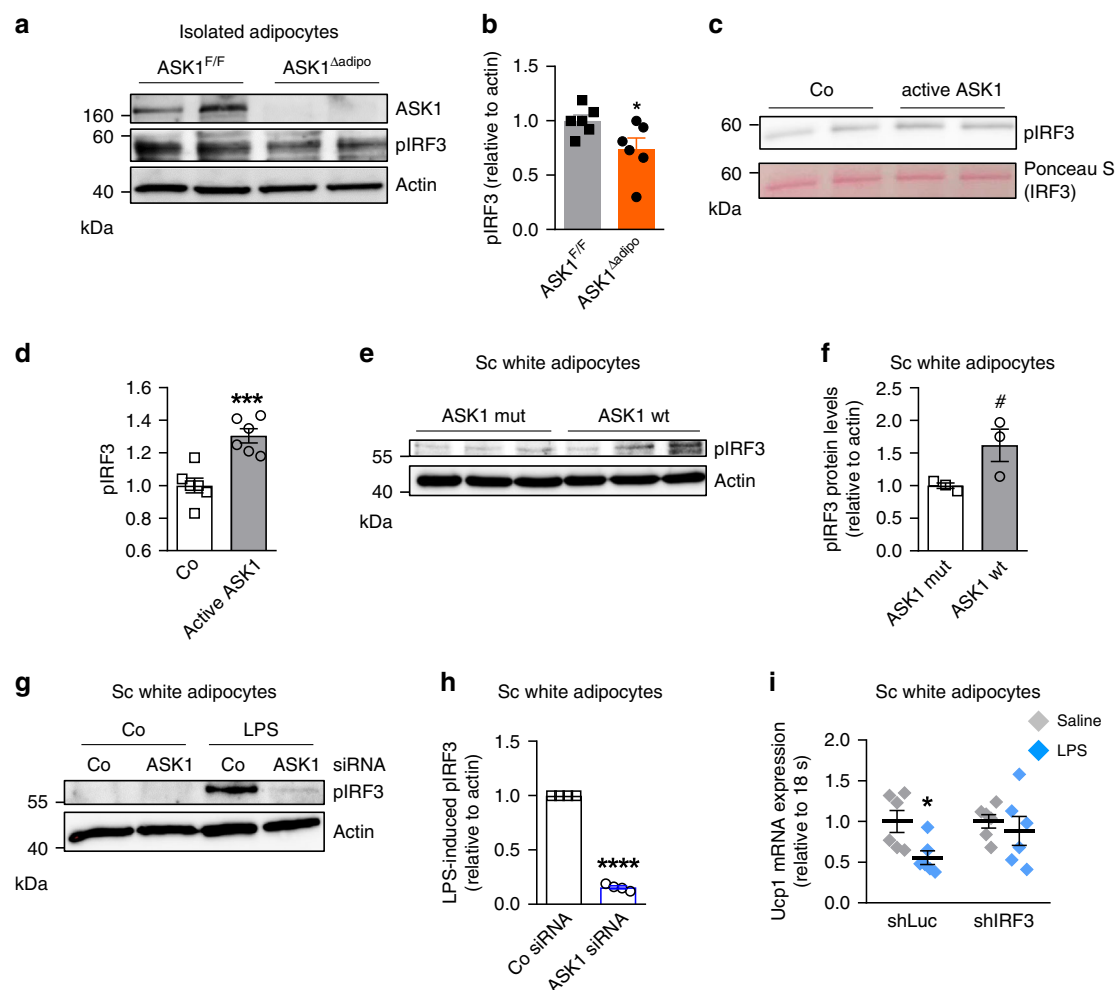 a
Isolated adipocytes
ASK1F/F ASK1Δadipo
160 ASK1
60 pIRF3
40 Actin
kDa
b
pIRF3 (relative to actin)
1.5
1.0
0.5
0.0
*
ASK1F/F
ASK1Δadipo
c
Co active ASK1
60 pIRF3
60 Ponceau S
(IRF3)
kDa
d
pIRF3
1.6
1.4
1.2
1.0
0.8
0.6
***
Co
Active ASK1
e
Sc white adipocytes
ASK1 mut ASK1 wt
55 pIRF3
40 Actin
kDa
f
Sc white adipocytes
pIRF3 protein levels
(relative to actin)
2.5
2.0
1.5
1.0
0.5
0.0
#
ASK1 mut
ASK1 wt
g
Sc white adipocytes
Co LPS
Co ASK1 Co ASK1 siRNA
55 pIRF3
40 Actin
kDa
h
Sc white adipocytes
LPS-induced pIRF3
(relative to actin)
1.5
1.0
0.5
0.0
****
Co siRNA
ASK1 siRNA
i
Sc white adipocytes
Saline
LPS
Ucp1 mRNA expression
(relative to 18 s)
2.0
1.5
1.0
0.5
0.0
*
shLuc shIRF3